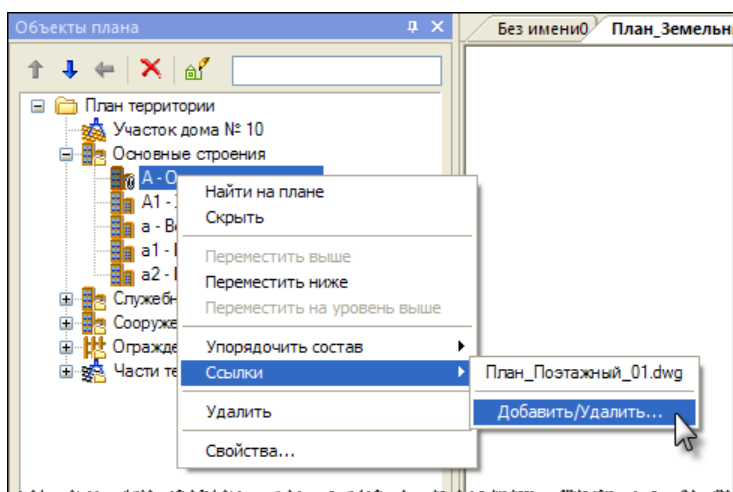 Объекты плана
Без имени0 План_Земельн
План территории
Участок дома № 10
Основные строения
А - О
А1 -
а - В
а1 -
а2 -
Служебн
Сооруже
Огражде
Части те
Найти на плане
Скрыть
Переместить выше
Переместить ниже
Переместить на уровень выше
Упорядочить состав
Ссылки
Удалить
Свойства...
План_Поэтажный_01.dwg
Добавить/Удалить...